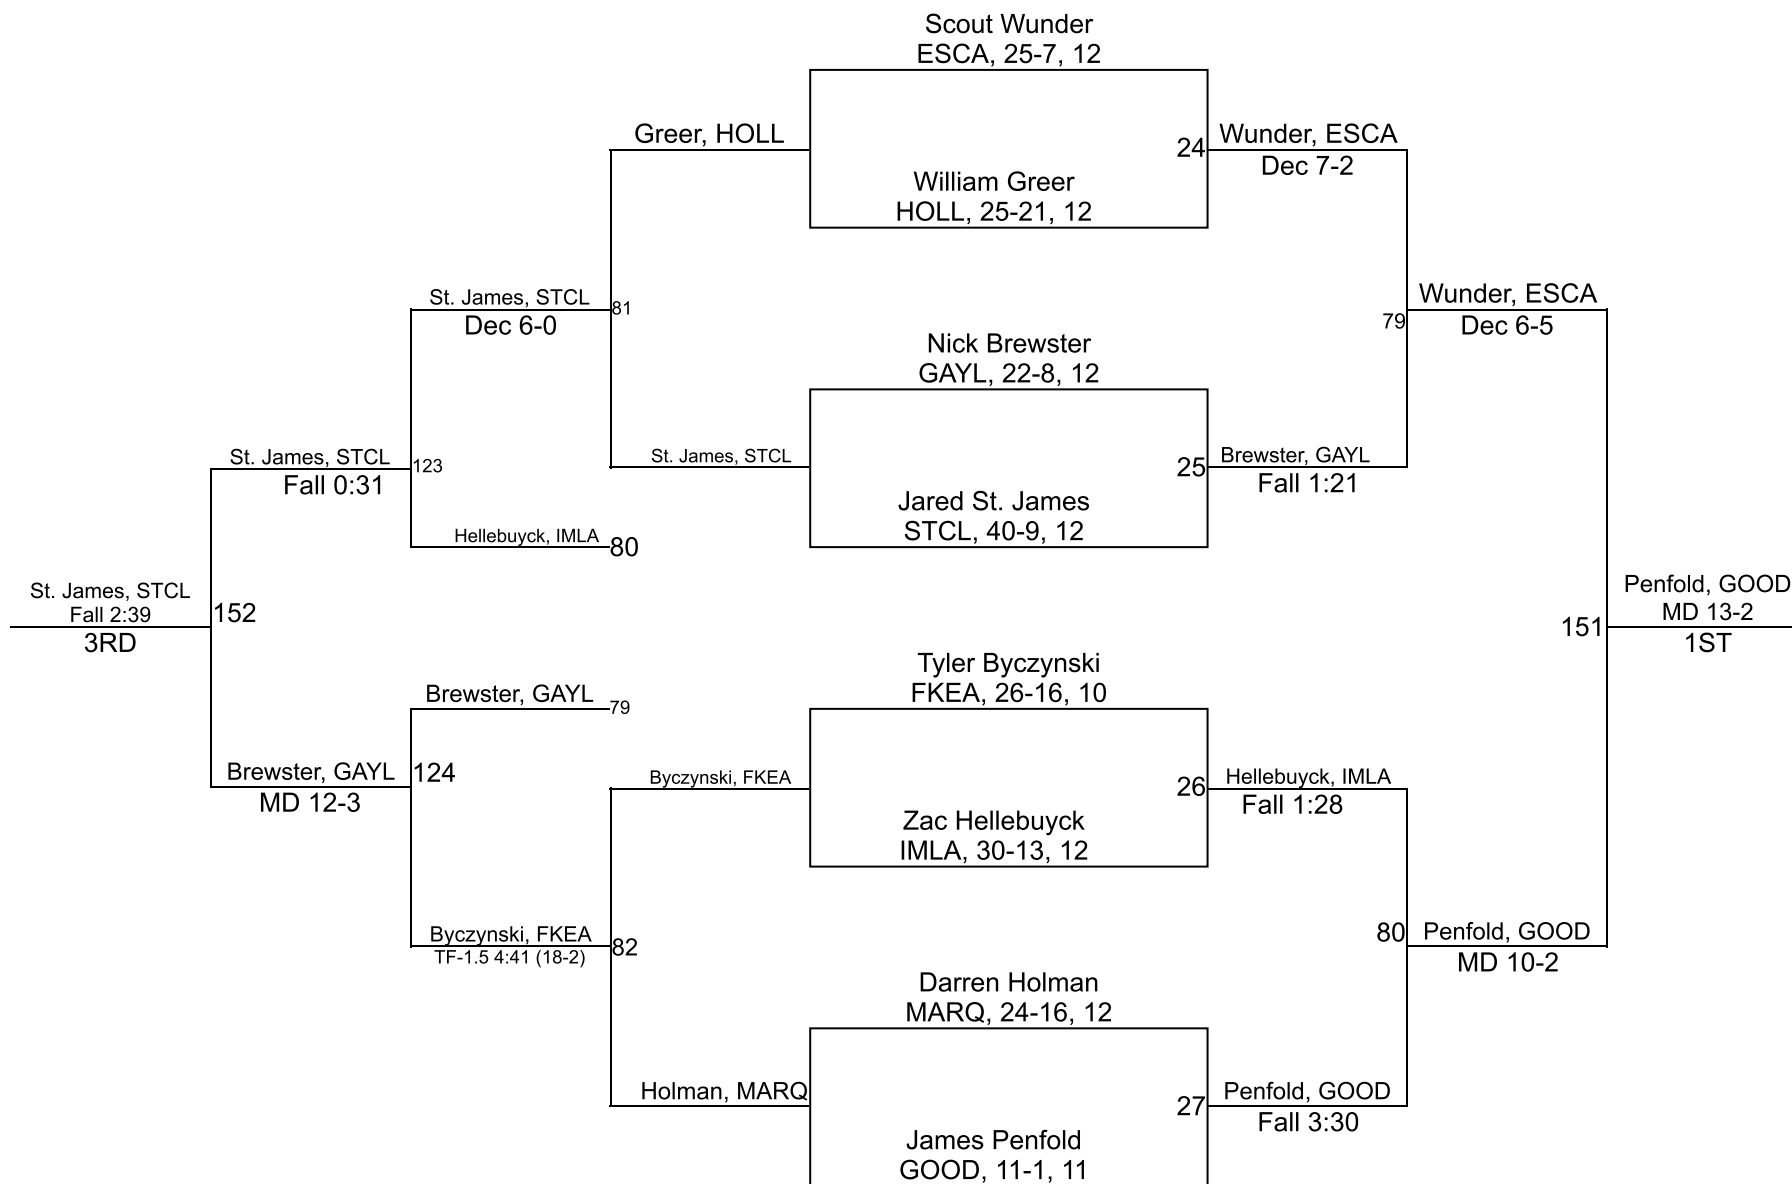 Scout Wunder
ESCA, 25-7, 12
Greer, HOLL
24
Wunder, ESCA
Dec 7-2
William Greer
HOLL, 25-21, 12
St. James, STCL
Dec 6-0
81
Wunder, ESCA
Dec 6-5
79
Nick Brewster
GAYL, 22-8, 12
St. James, STCL
Fall 0:31
123
St. James, STCL
25
Brewster, GAYL
Fall 1:21
Jared St. James
STCL, 40-9, 12
Hellebuyck, IMLA
80
St. James, STCL
Fall 2:39
3RD
152
151
Penfold, GOOD
MD 13-2
1ST
Tyler Byczynski
FKEA, 26-16, 10
Brewster, GAYL
79
Brewster, GAYL
MD 12-3
124
Byczynski, FKEA
26
Hellebuyck, IMLA
Fall 1:28
Zac Hellebuyck
IMLA, 30-13, 12
Byczynski, FKEA
TF-1.5 4:41 (18-2)
82
80
Penfold, GOOD
MD 10-2
Darren Holman
MARQ, 24-16, 12
Holman, MARQ
27
Penfold, GOOD
Fall 3:30
James Penfold
GOOD, 11-1, 11